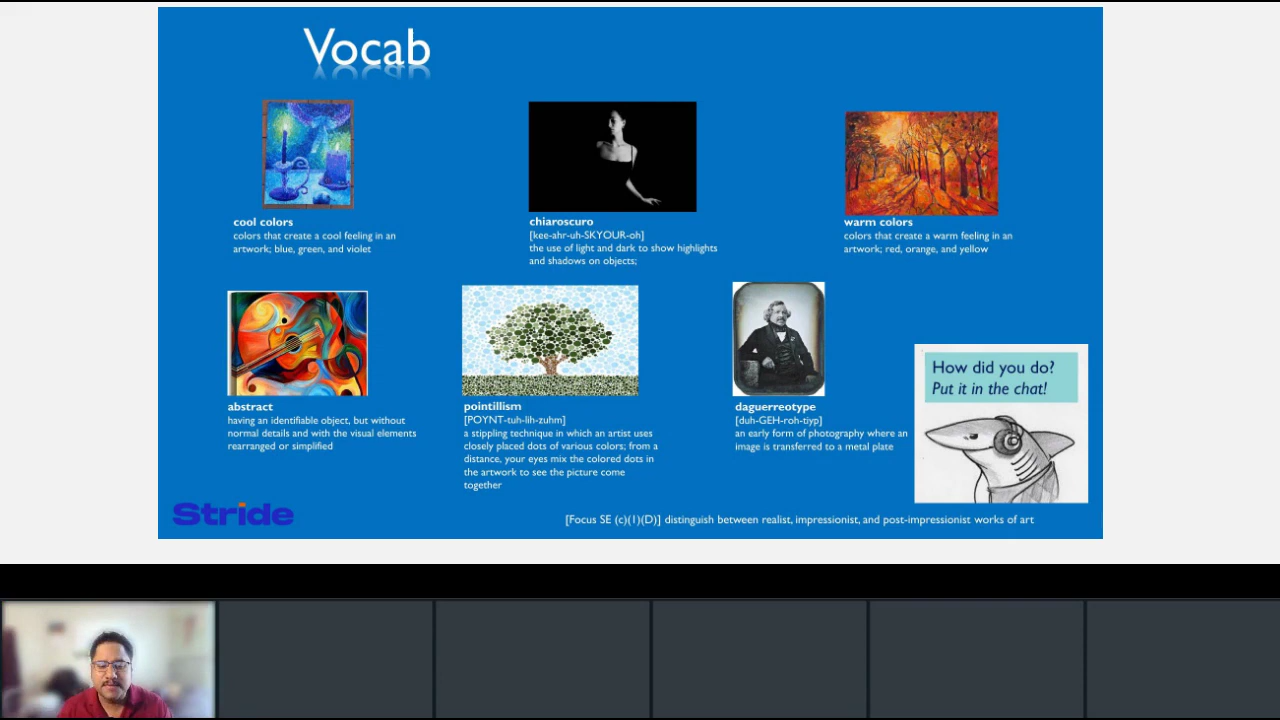 Vocab
cool colors
colors that create a cool feeling in an
artwork; blue, green, and violet
chiaroscuro
[kee-ahr-uh-SKYOUR-oh]
the use of light and dark to show highlights
and shadows on objects;
warm colors
colors that create a warm feeling in an
artwork; red, orange, and yellow
abstract
having an identifiable object, but without
normal details and with the visual elements
rearranged or simplified
pointillism
[POYNT-tuh-lih-zuhm]
a stippling technique in which an artist uses
closely placed dots of various colors; from a
distance, your eyes mix the colored dots in
the artwork to see the picture come
together
daguerreotype
[duh-GEH-roh-tiyp]
an early form of photography where an
image is transferred to a metal plate
How did you do?
Put it in the chat!
Stride
[Focus SE (c)(1)(D)] distinguish between realist, impressionist, and post-impressionist works of art